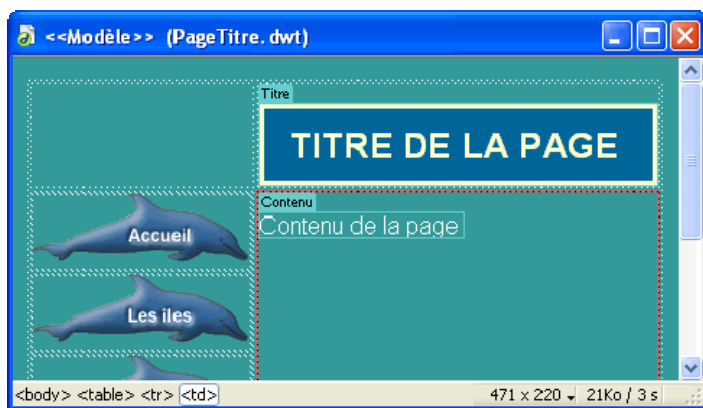 <<Modèle>> (PageTitre.dwt)
Titre
TITRE DE LA PAGE
Contenu
Contenu de la page
Accueil
Les îles
<body> <table> <tr> <td> 471 x 220 21Ko / 3 s